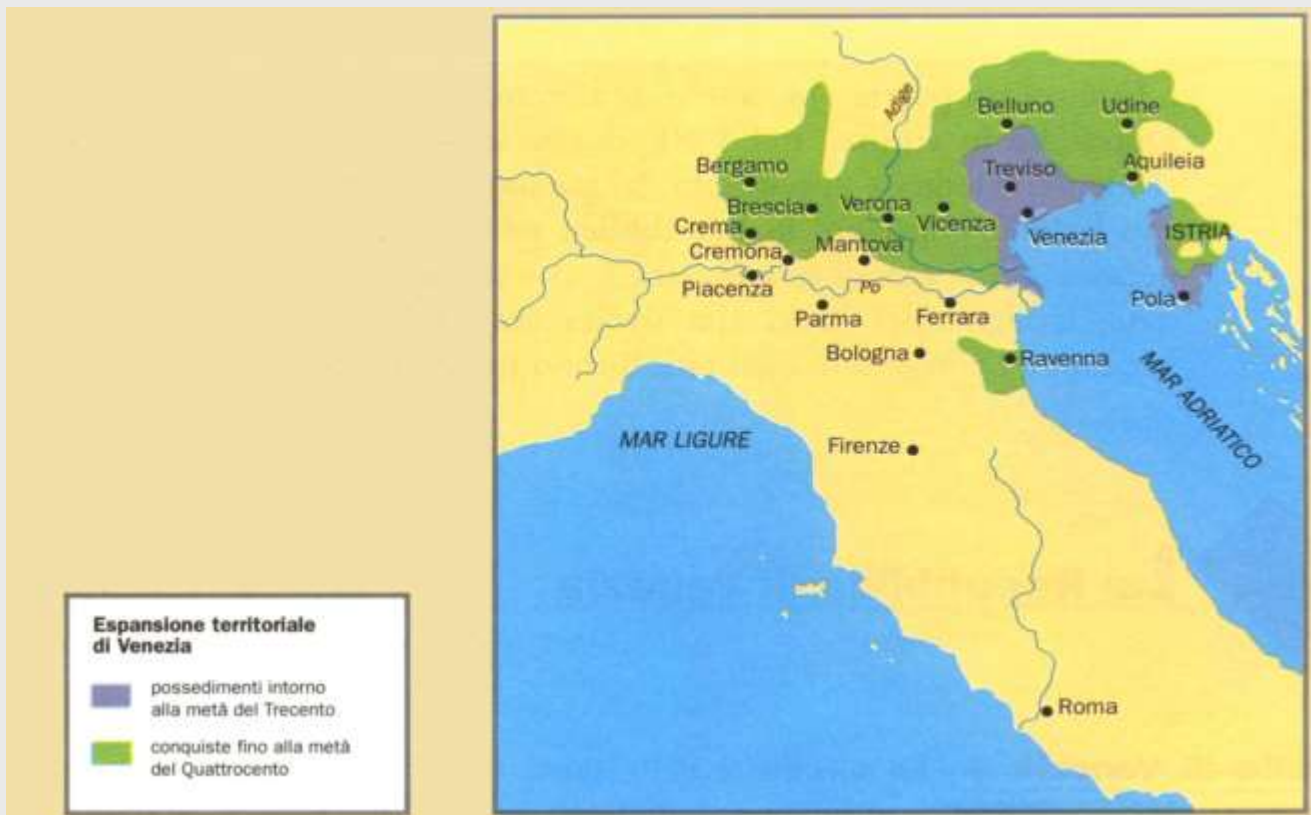 Adige
Belluno
Udine
Bergamo
Treviso
Aquileia
Brescia
Verona
Vicenza
Venezia
ISTRIA
Crema
Cremona
Mantova
Piacenza
Po
Pola
Parma
Ferrara
Bologna
Ravenna
MAR ADRIATICO
MAR LIGURE
Firenze
Roma
Espansione territoriale
di Venezia
possedimenti intorno
alla metà del Trecento
conquiste fino alla metà
del Quattrocento